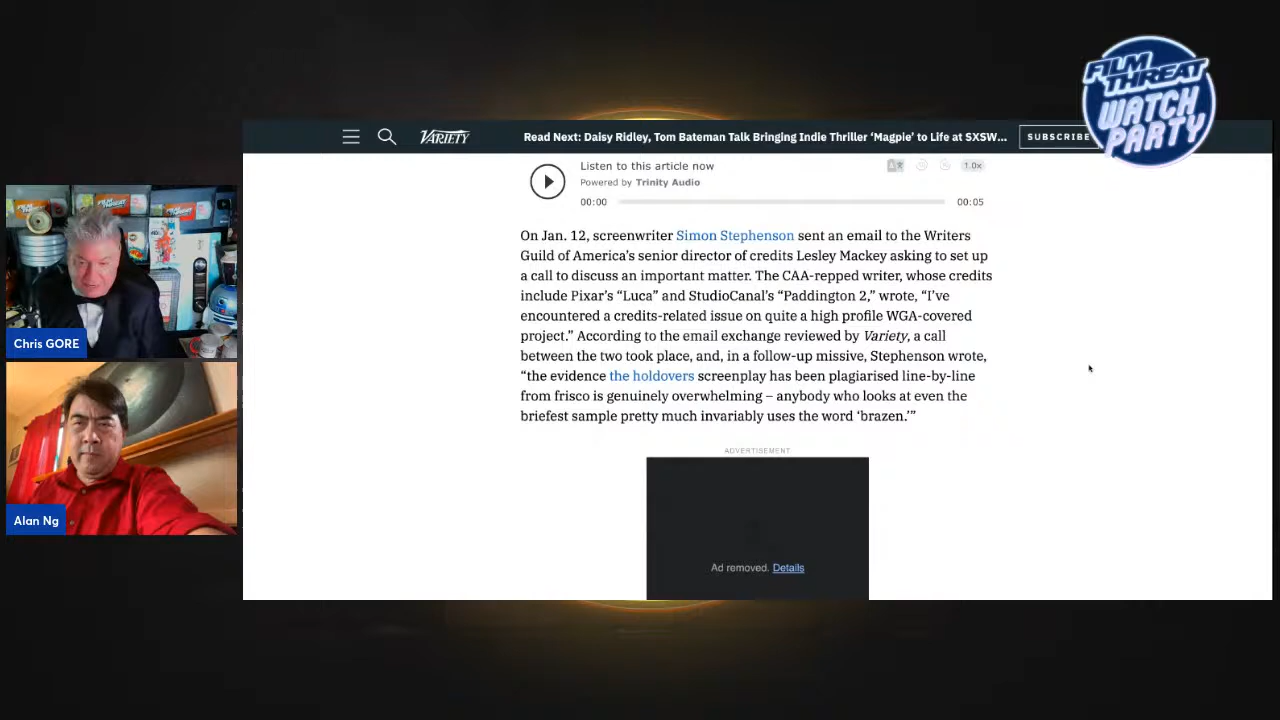 FILM
THREAT
WATCH
PARTY
VARIETY
Read Next: Daisy Ridley, Tom Bateman Talk Bringing Indie Thriller ‘Magpie’ to Life at SXSW...
SUBSCRIBE
Listen to this article now
1.0x
Powered by Trinity Audio
00:00
00:05
On Jan. 12, screenwriter Simon Stephenson sent an email to the Writers
Guild of America’s senior director of credits Lesley Mackey asking to set up
a call to discuss an important matter. The CAA-repped writer, whose credits
include Pixar’s “Luca” and StudioCanal’s “Paddington 2,” wrote, “I’ve
encountered a credits-related issue on quite a high profile WGA-covered
project.” According to the email exchange reviewed by Variety, a call
between the two took place, and, in a follow-up missive, Stephenson wrote,
“the evidence the holdovers screenplay has been plagiarised line-by-line
from frisco is genuinely overwhelming – anybody who looks at even the
briefest sample pretty much invariably uses the word ‘brazen.’”
ADVERTISEMENT
Ad removed. Details
Chris GORE
Alan Ng